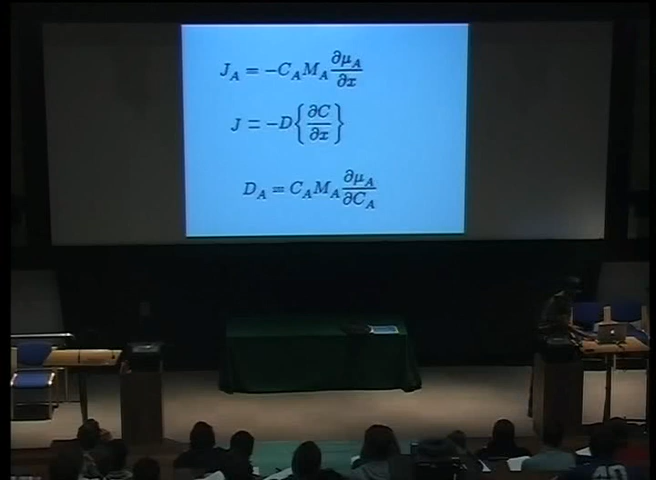 J_A = -C_A M_A ∂μ_A/∂x
J = -D{∂C/∂x}
D_A = C_A M_A ∂μ_A/∂C_A